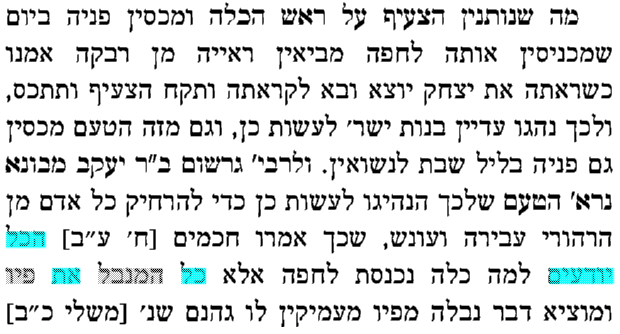 מה שנותנין הצעיף על ראש הכלה ומכסין פניה ביום
שמכניסין אותה לחפה מביאין ראייה מן רבקה אמנו
כשראתה את יצחק יוצא ובא לקראתה ותקח הצעיף ותתכס,
ולכך נהגו עדיין בנות ישר׳ לעשות כן, וגם מזה הטעם מכסין
גם פניה בליל שבת לנשואין. ולרבי׳ גרשום ב״ר יעקב מבונא
נרא׳ הטעם שלכך הנהיגו לעשות כן כדי להרחיק כל אדם מן
הרהורי עבירה ועונש, שכך אמרו חכמים [ח׳ ע״ב] הכל
יודעים למה כלה נכנסת לחפה אלא כל המנבל את פיו
ומוציא דבר נבלה מפיו מעמיקין לו גהנם שנ׳ [משלי כ״ב]